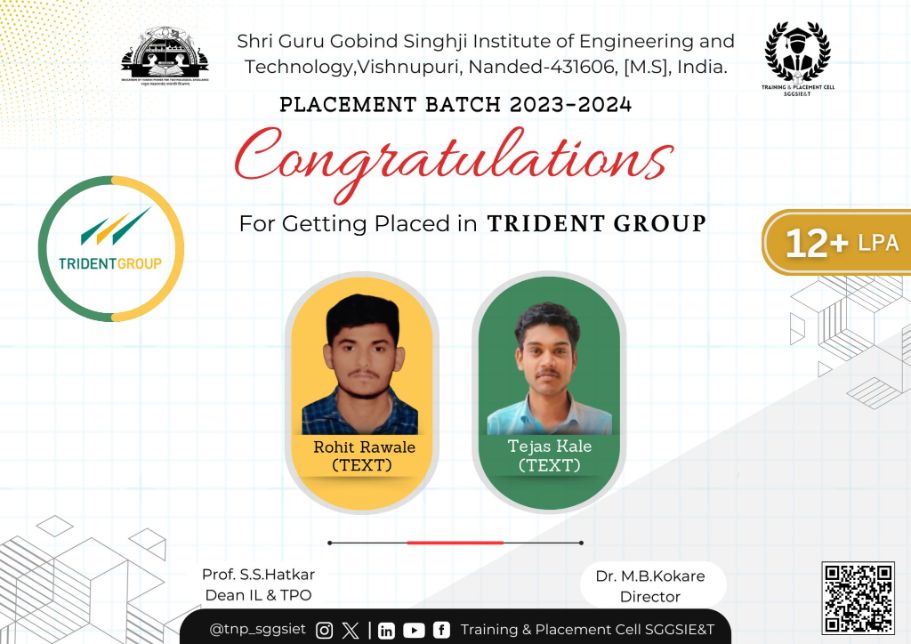 Shri Guru Gobind Singhji Institute of Engineering and
Technology,Vishnupuri, Nanded-431606, [M.S], India.
TRAINING & PLACEMENT CELL
SGGSIE&T
PLACEMENT BATCH 2023-2024
Congratulations
For Getting Placed in TRIDENT GROUP
TRIDENTGROUP
12+ LPA
Rohit Rawale
(TEXT)
Tejas Kale
(TEXT)
Prof. S.S.Hatkar
Dean IL & TPO
Dr. M.B.Kokare
Director
@tnp_sggsiet
Training & Placement Cell SGGSIE&T